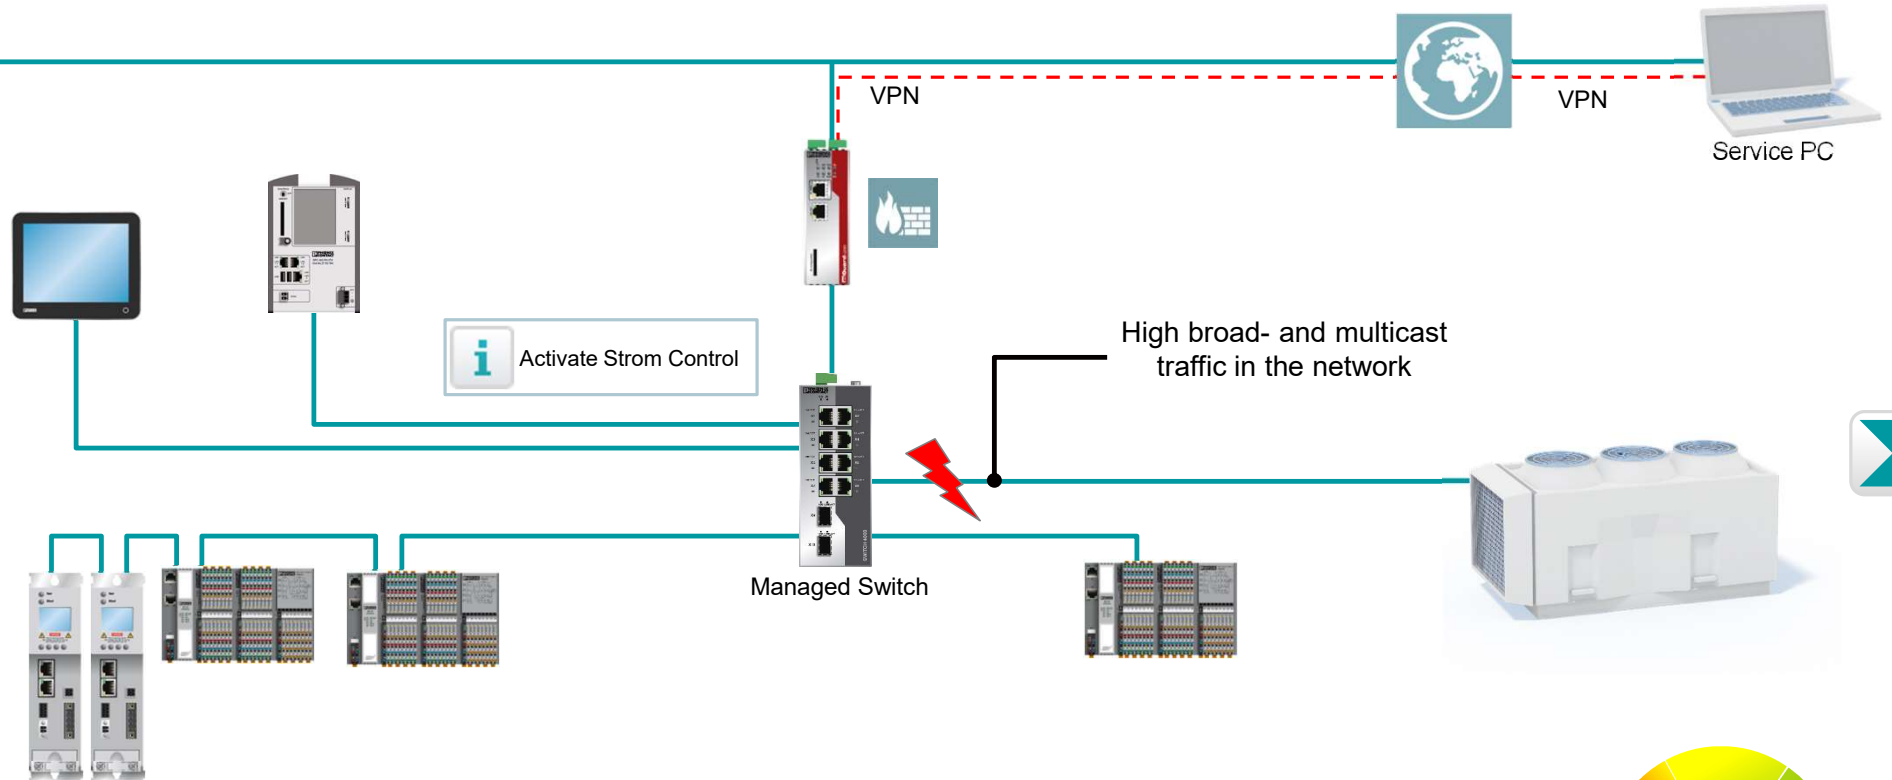 VPN
VPN
Service PC
High broad- and multicast
traffic in the network
Activate Strom Control
Managed Switch